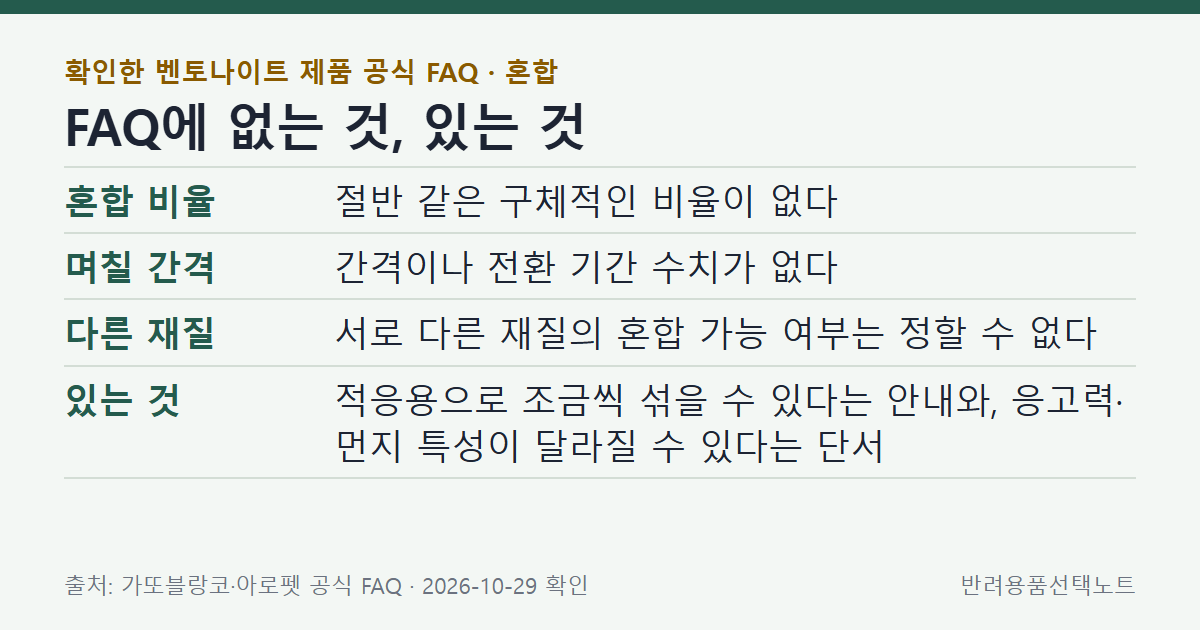 확인한 벤토나이트 제품 공식 FAQ · 혼합
FAQ에 없는 것, 있는 것
혼합 비율 절반 같은 구체적인 비율이 없다
며칠 간격 간격이나 전환 기간 수치가 없다
다른 재질 서로 다른 재질의 혼합 가능 여부는 정할 수 없다
있는 것 적응용으로 조금씩 섞을 수 있다는 안내와, 응고력·
먼지 특성이 달라질 수 있다는 단서
출처: 가또블랑코·아로펫 공식 FAQ · 2026-10-29 확인
반려용품선택노트